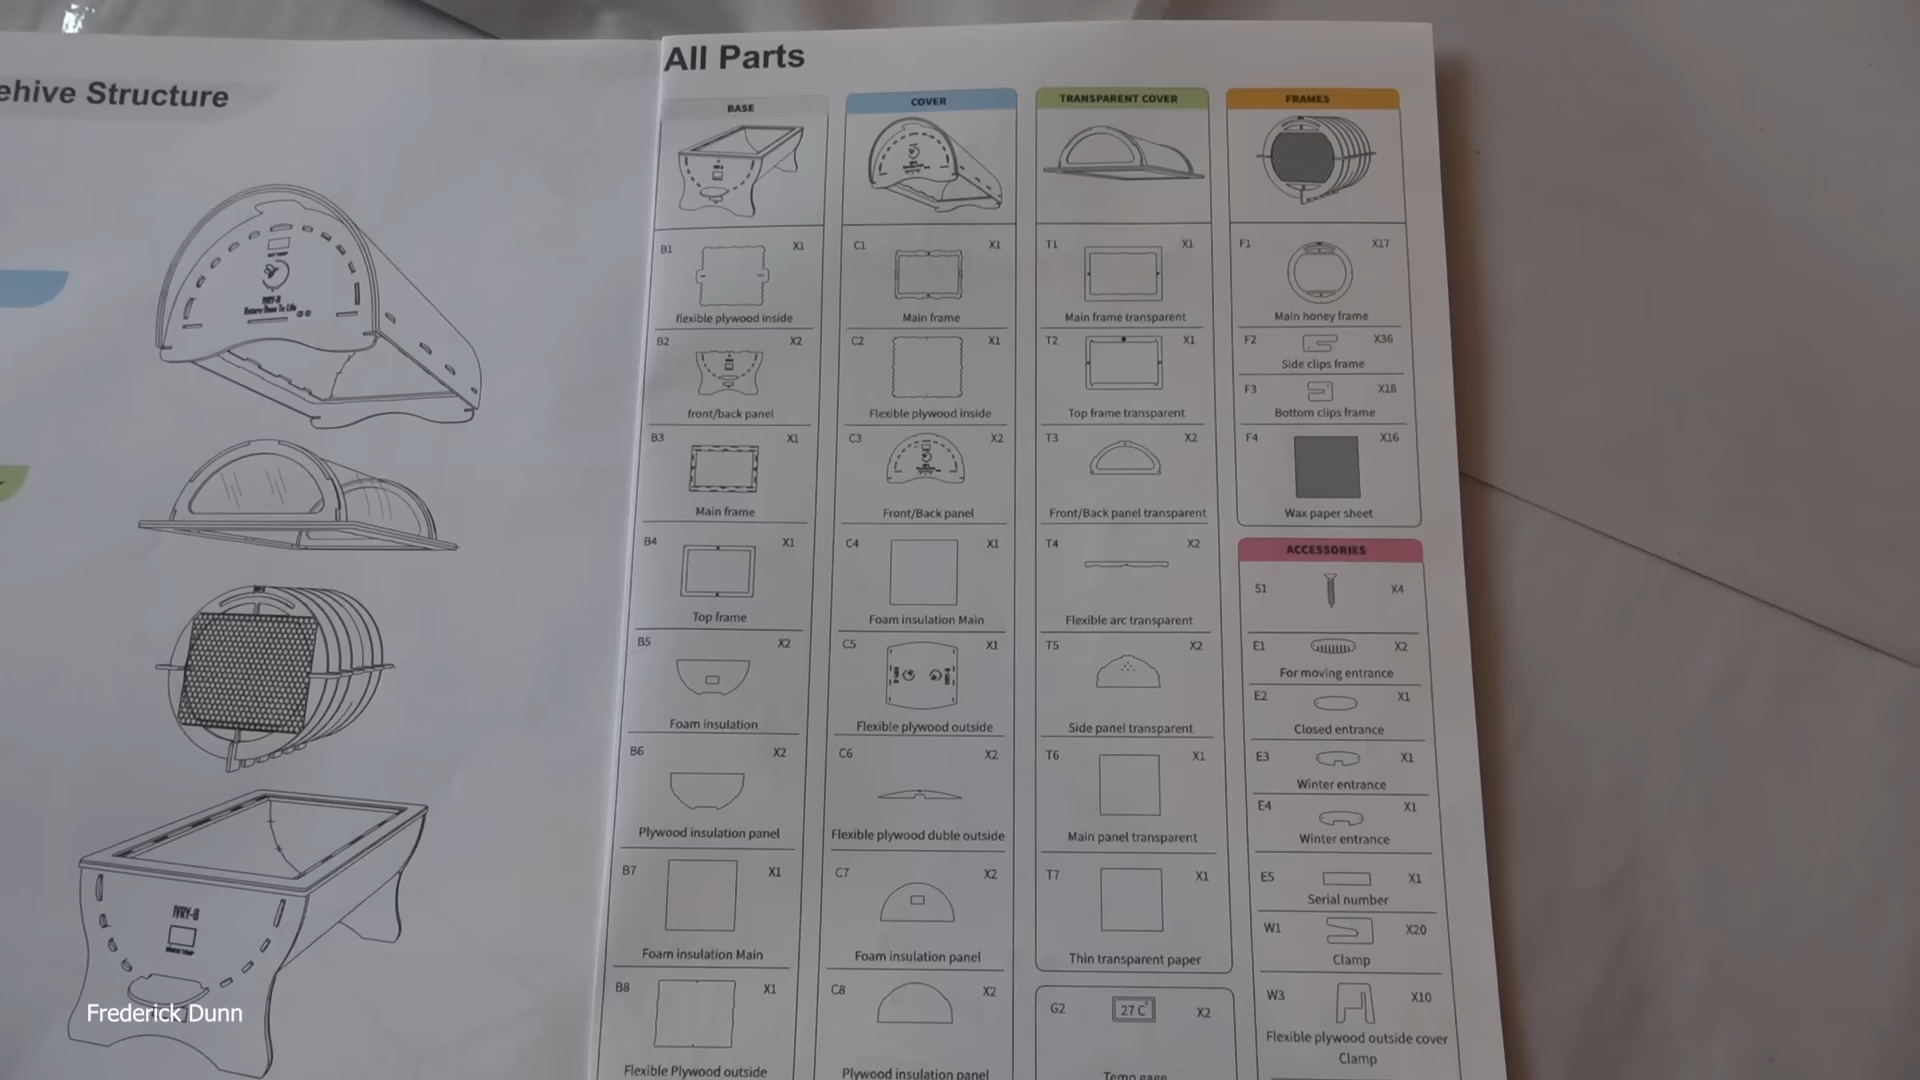 ehive Structure
All Parts
BASE
B1 X1
flexible plywood inside
B2 X2
front/back panel
B3 X1
Main frame
B4 X1
Top frame
B5 X2
Foam insulation
B6 X2
Plywood insulation panel
B7 X1
Foam insulation Main
B8 X1
Flexible Plywood outside
COVER
C1 X1
Main frame
C2 X1
Flexible plywood inside
C3 X2
Front/Back panel
C4 X1
Foam insulation Main
C5 X1
Flexible plywood outside
C6 X2
Flexible plywood duble outside
C7 X2
Foam insulation panel
C8 X2
Plywood insulation panel
TRANSPARENT COVER
T1 X1
Main frame transparent
T2 X1
Top frame transparent
T3 X2
Front/Back panel transparent
T4 X2
Flexible arc transparent
T5 X2
Side panel transparent
T6 X1
Main panel transparent
T7 X1
Thin transparent paper
G2 27 C° X2
Temp gage
FRAMES
F1 X17
Main honey frame
F2 X36
Side clips frame
F3 X18
Bottom clips frame
F4 X16
Wax paper sheet
ACCESSORIES
S1 X4
E1 X2
For moving entrance
E2 X1
Closed entrance
E3 X1
Winter entrance
E4 X1
Winter entrance
E5 X1
Serial number
W1 X20
Clamp
W3 X10
Flexible plywood outside cover
Clamp
IVRY-B
Return Home To Life
IVRY-B
Frederick Dunn